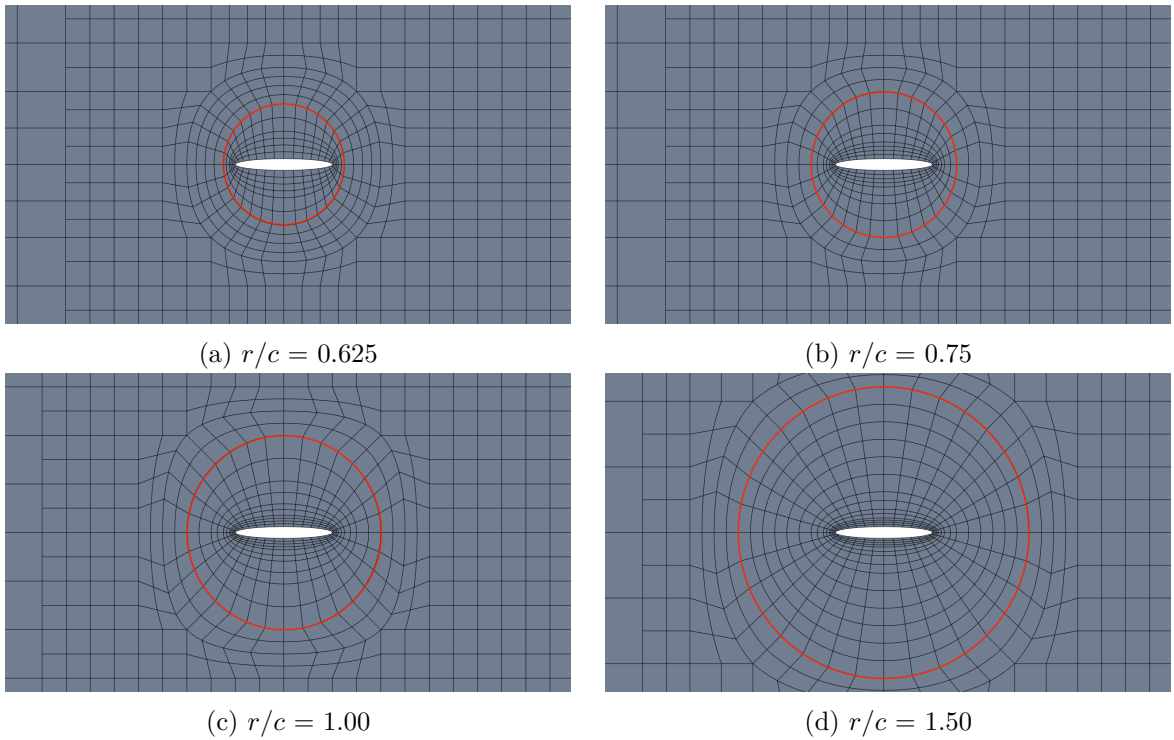 (a) r/c = 0.625
(b) r/c = 0.75
(c) r/c = 1.00
(d) r/c = 1.50